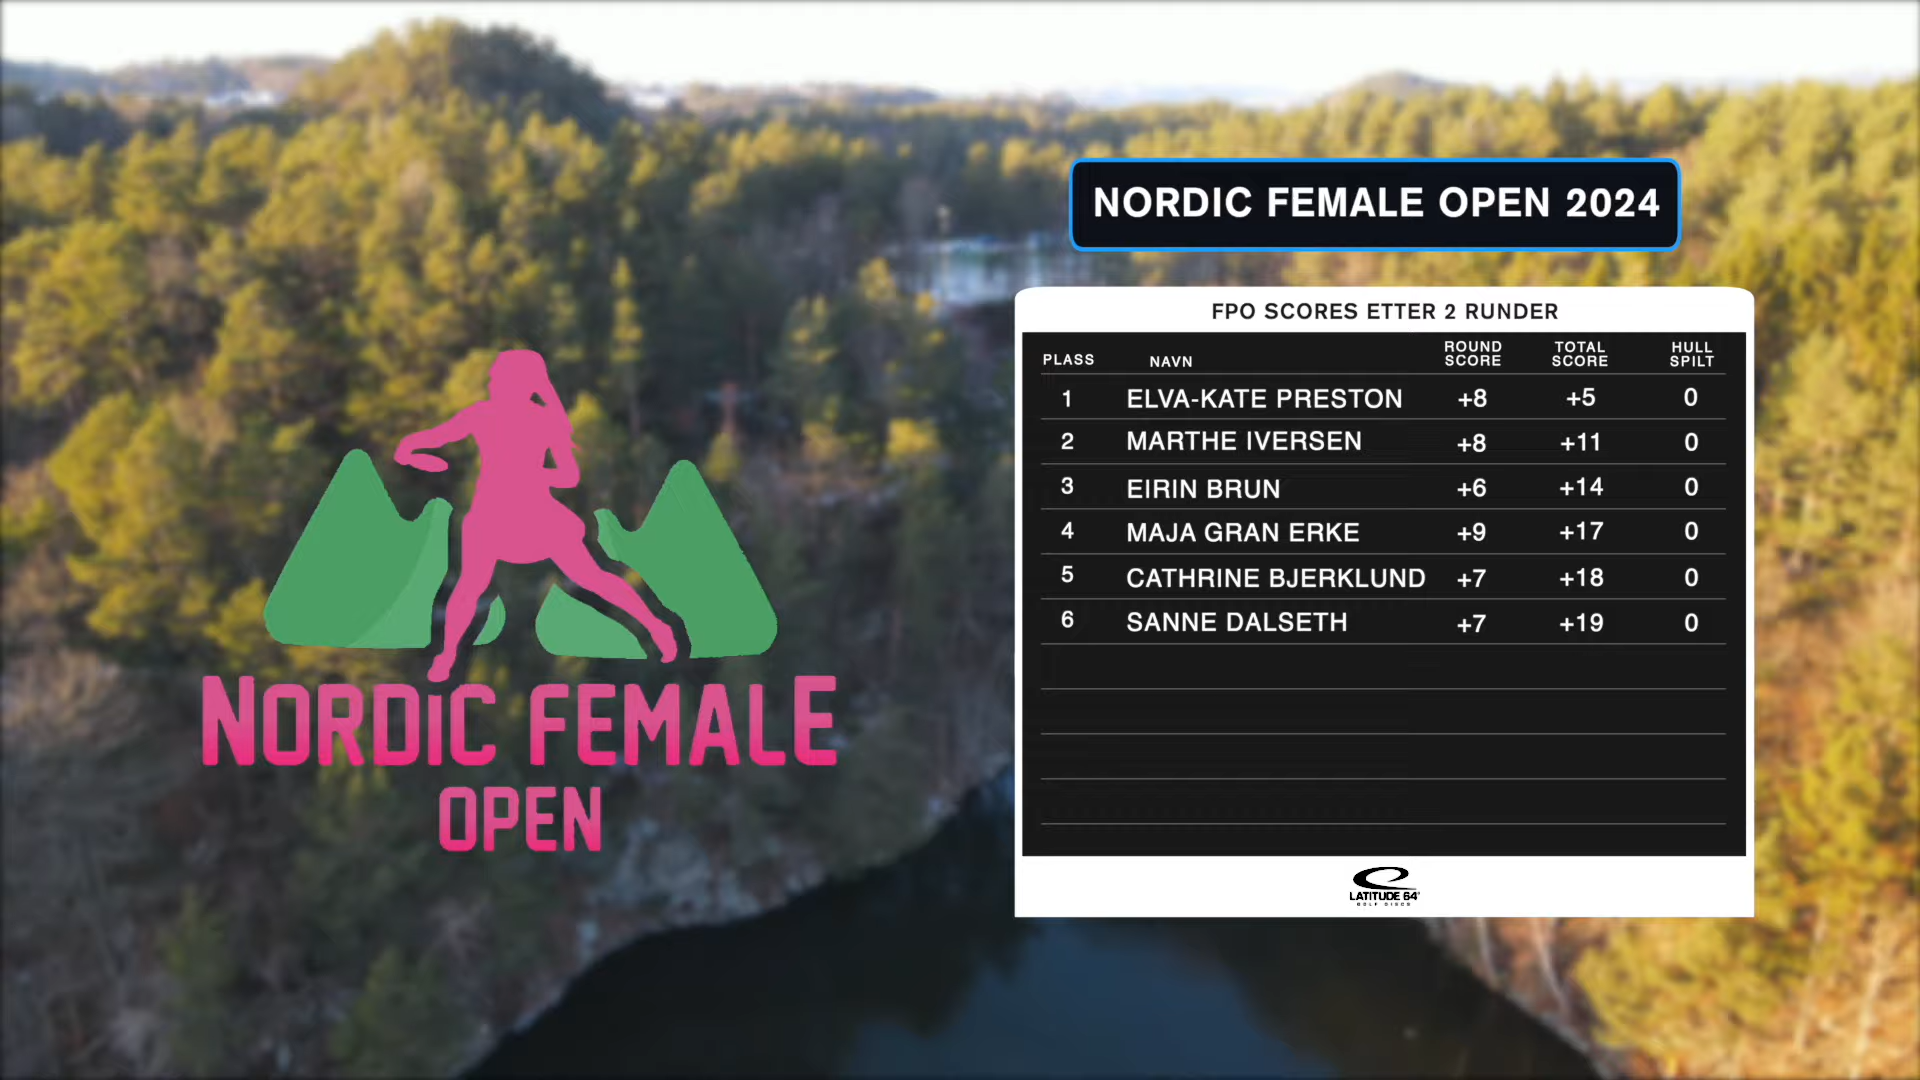 NORDIC FEMALE OPEN 2024
FPO SCORES ETTER 2 RUNDER
PLASS NAVN ROUND SCORE TOTAL SCORE HULL SPILT
1 ELVA-KATE PRESTON +8 +5 0
2 MARTHE IVERSEN +8 +11 0
3 EIRIN BRUN +6 +14 0
4 MAJA GRAN ERKE +9 +17 0
5 CATHRINE BJERKLUND +7 +18 0
6 SANNE DALSETH +7 +19 0
NORDIC FEMALE
OPEN
LATITUDE 64°
GOLF DISCS